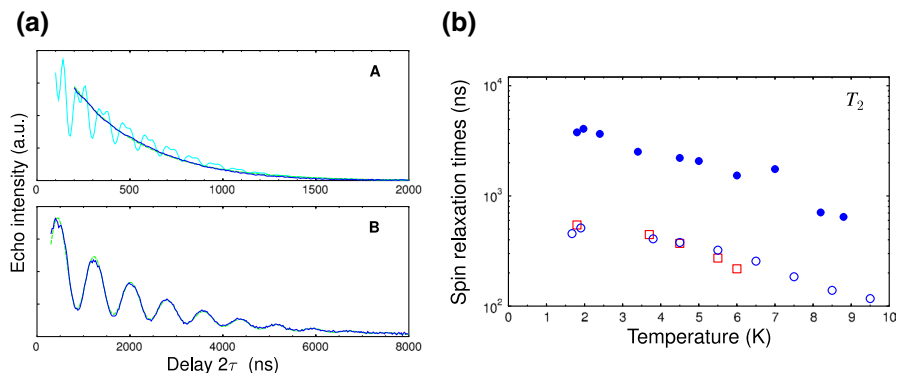 (a)
(b)
A
0 500 1000 1500 2000
B
0 2000 4000 6000 8000
Echo intensity (a.u.)
Delay 2τ (ns)
T₂
10⁴
10³
10²
0 1 2 3 4 5 6 7 8 9 10
Spin relaxation times (ns)
Temperature (K)